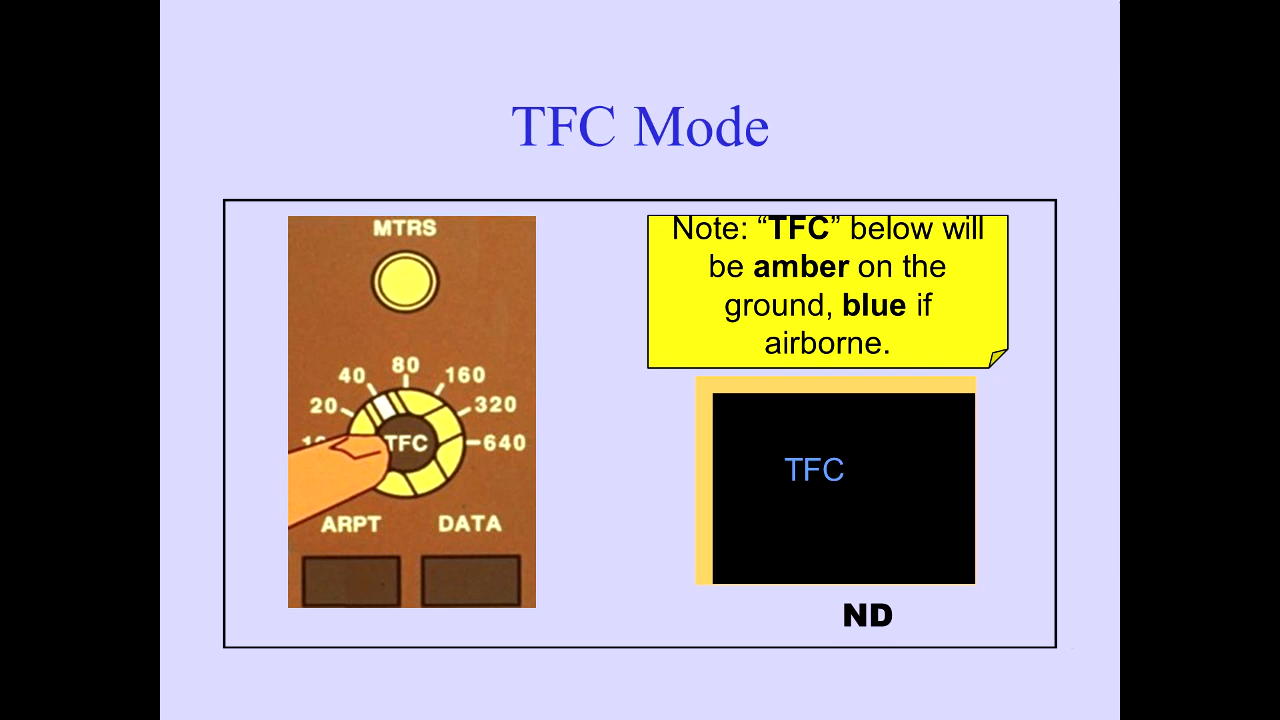 TFC Mode
MTRS
80
40
160
20
320
TFC
640
ARPT
DATA
Note: “TFC” below will
be amber on the
ground, blue if
airborne.
TFC
ND